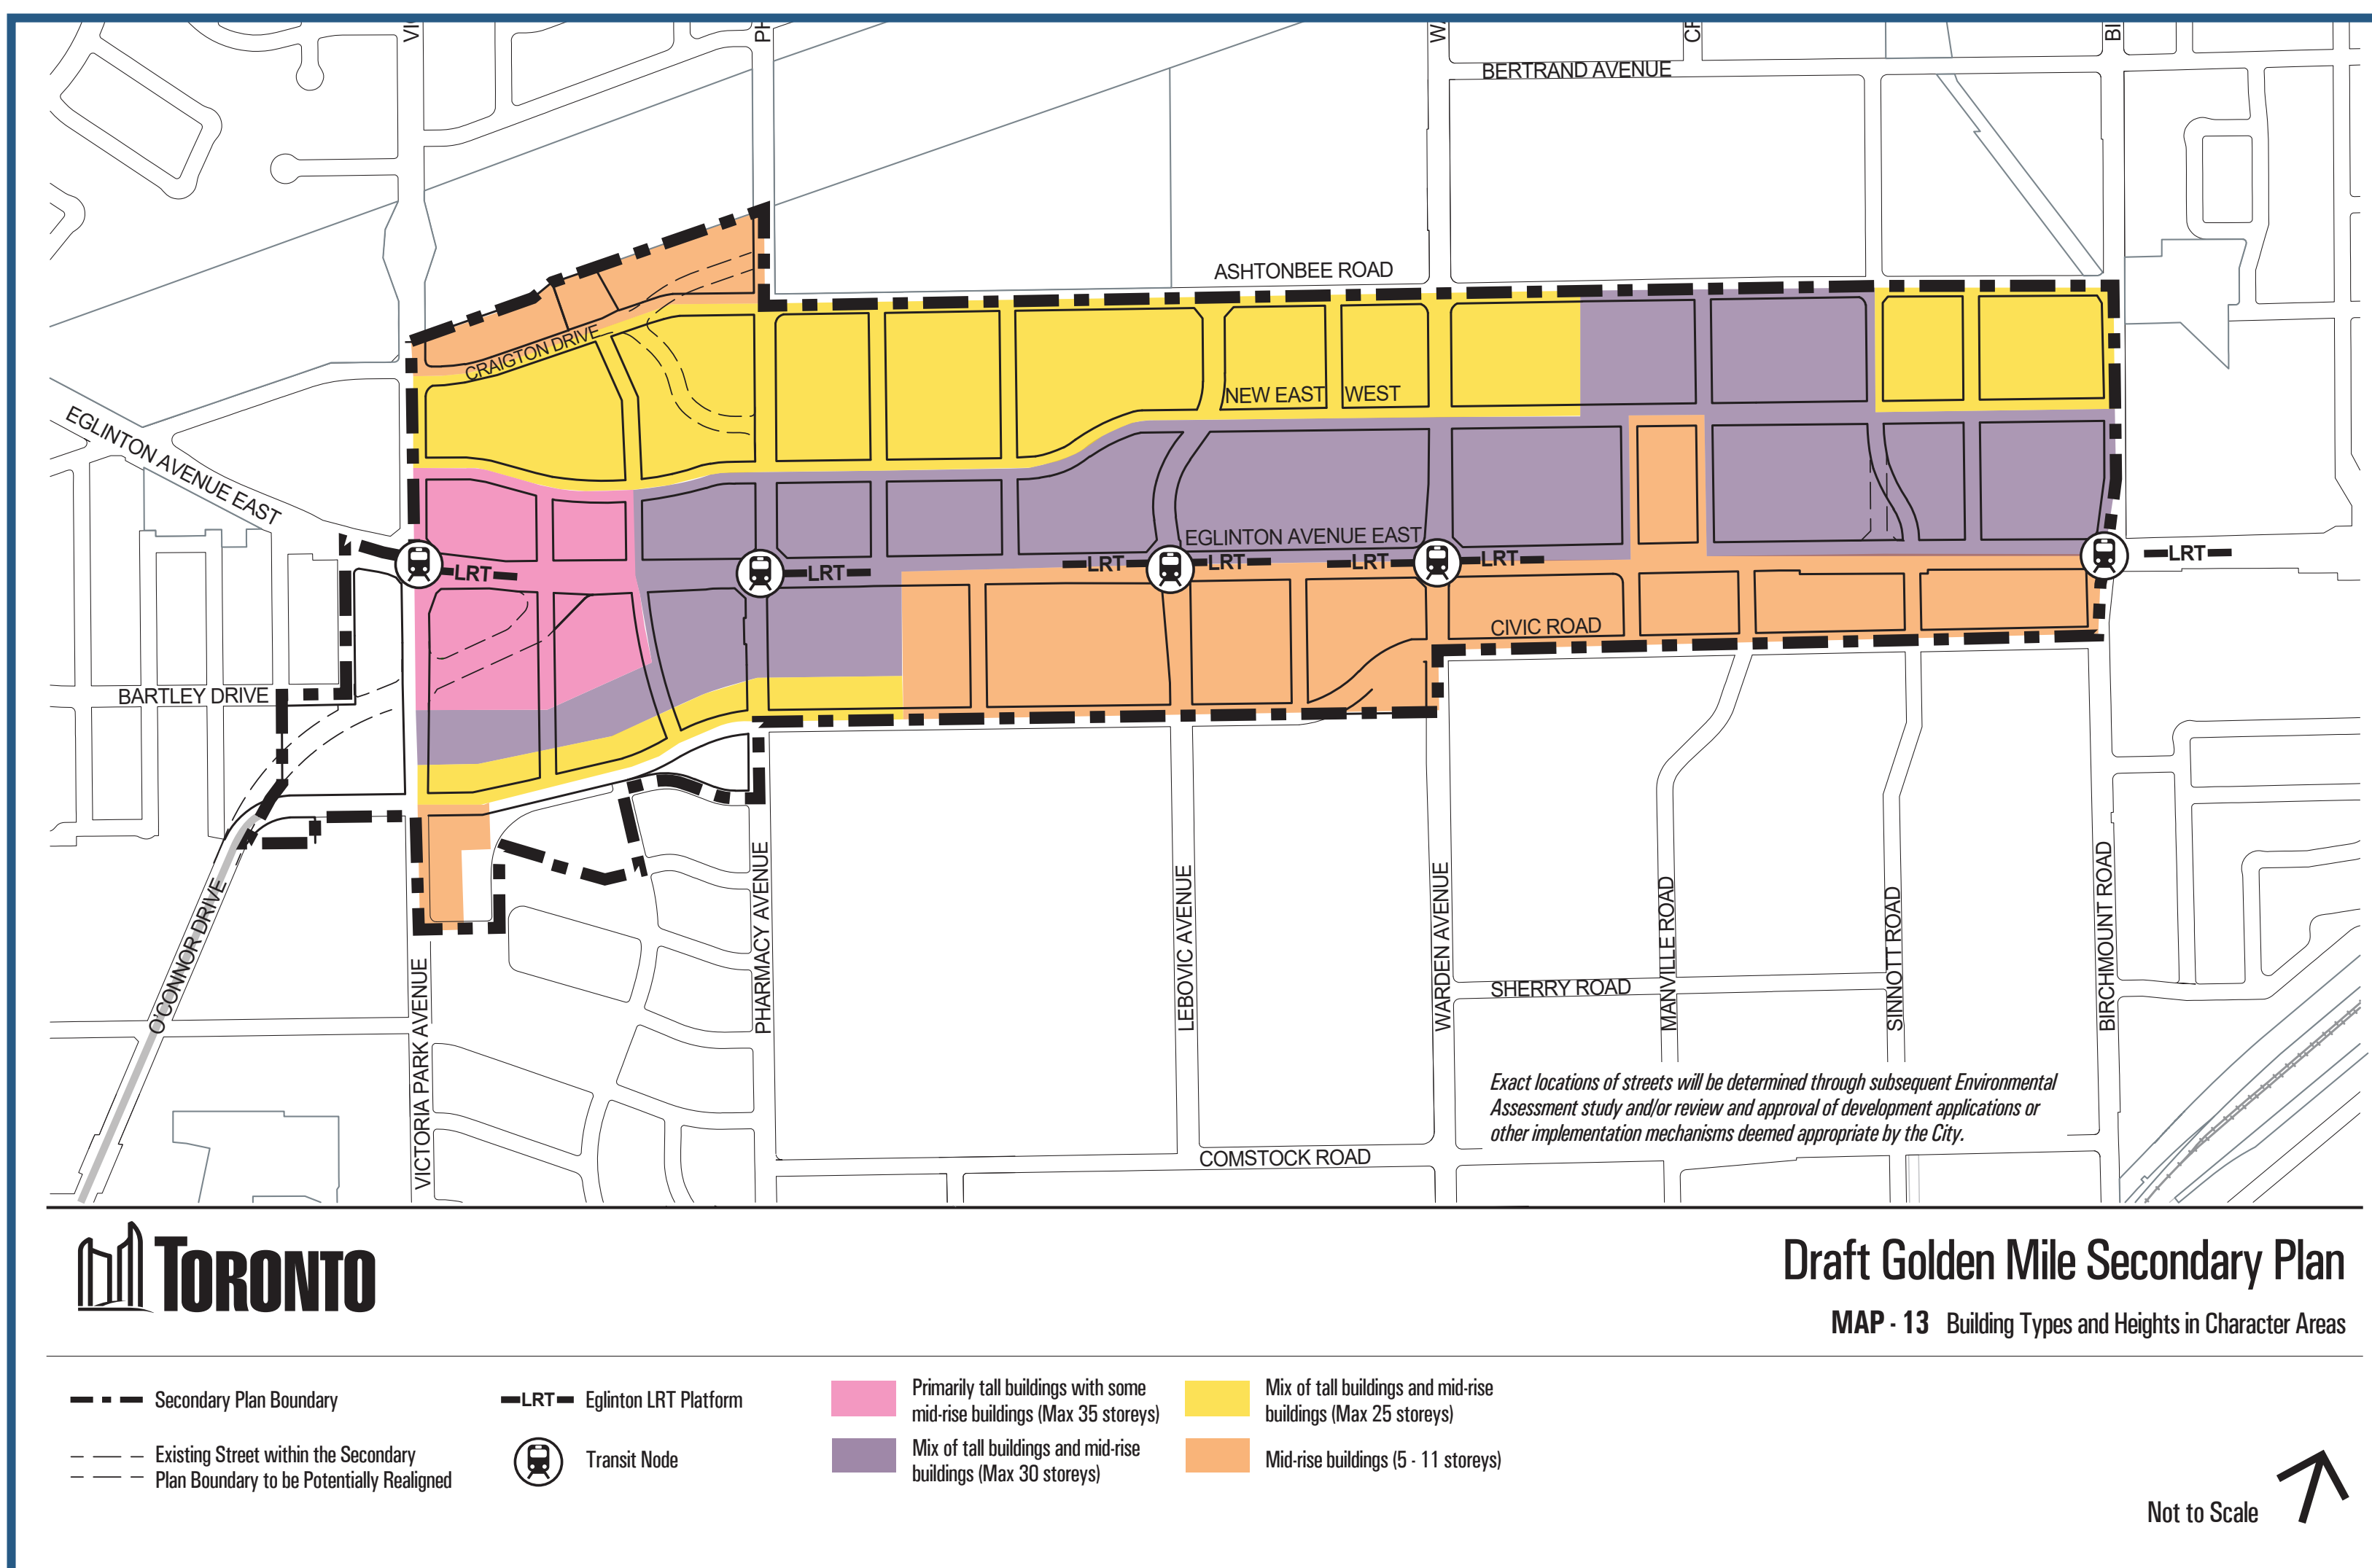 VI
PH
WA
CR
BI
BERTRAND AVENUE
ASHTONBEE ROAD
CRAIGTON DRIVE
NEW EAST WEST
EGLINTON AVENUE EAST
EGLINTON AVENUE EAST
LRT
LRT
LRT
LRT
LRT
LRT
LRT
CIVIC ROAD
BARTLEY DRIVE
O'CONNOR DRIVE
VICTORIA PARK AVENUE
PHARMACY AVENUE
LEBOVIC AVENUE
WARDEN AVENUE
MANVILLE ROAD
SINNOTT ROAD
BIRCHMOUNT ROAD
SHERRY ROAD
Exact locations of streets will be determined through subsequent Environmental
Assessment study and/or review and approval of development applications or
other implementation mechanisms deemed appropriate by the City.
COMSTOCK ROAD
TORONTO
Draft Golden Mile Secondary Plan
MAP - 13 Building Types and Heights in Character Areas
Secondary Plan Boundary
Existing Street within the Secondary
Plan Boundary to be Potentially Realigned
LRT Eglinton LRT Platform
Transit Node
Primarily tall buildings with some
mid-rise buildings (Max 35 storeys)
Mix of tall buildings and mid-rise
buildings (Max 30 storeys)
Mix of tall buildings and mid-rise
buildings (Max 25 storeys)
Mid-rise buildings (5 - 11 storeys)
Not to Scale